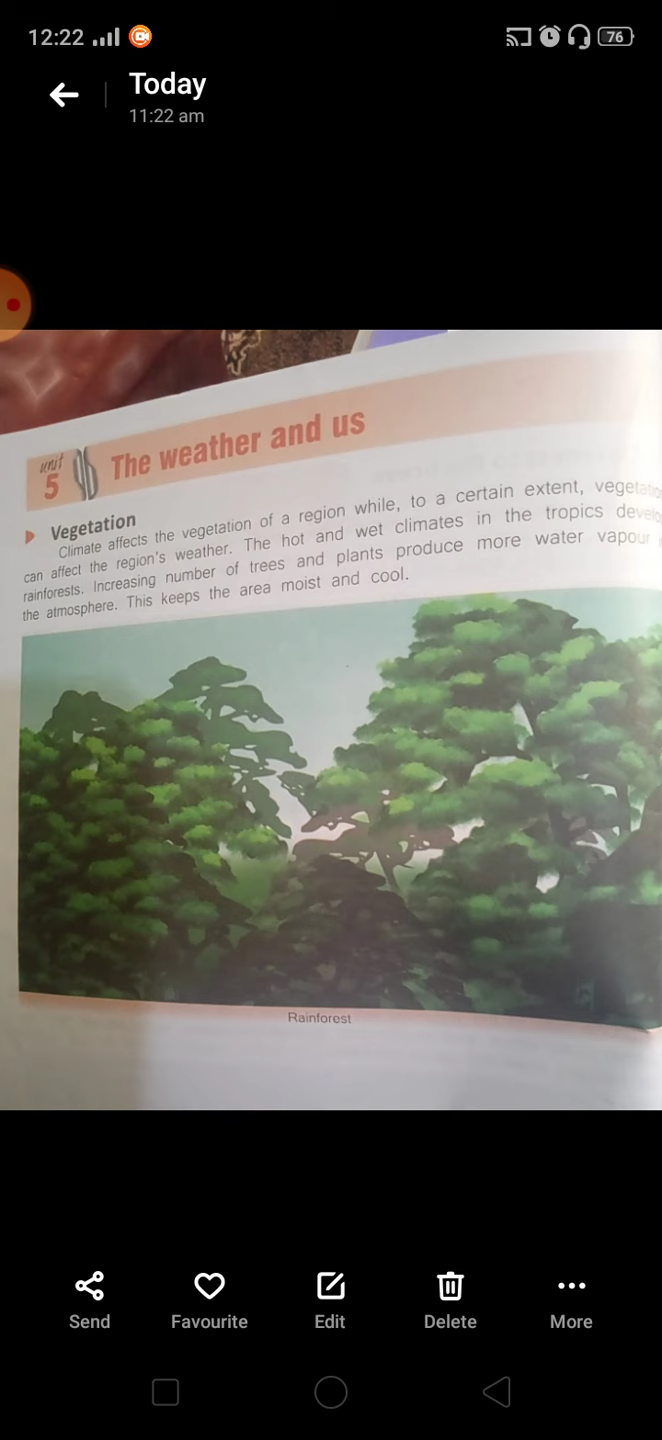 12:22
76
Today
11:22 am
unit
5
The weather and us
Vegetation
Climate affects the vegetation of a region while, to a certain extent,
can affect the region's weather. The hot and wet climates in the tropics
rainforests. Increasing number of trees and plants produce more water vapour
the atmosphere. This keeps the area moist and cool.
Rainforest
Send
Favourite
Edit
Delete
More